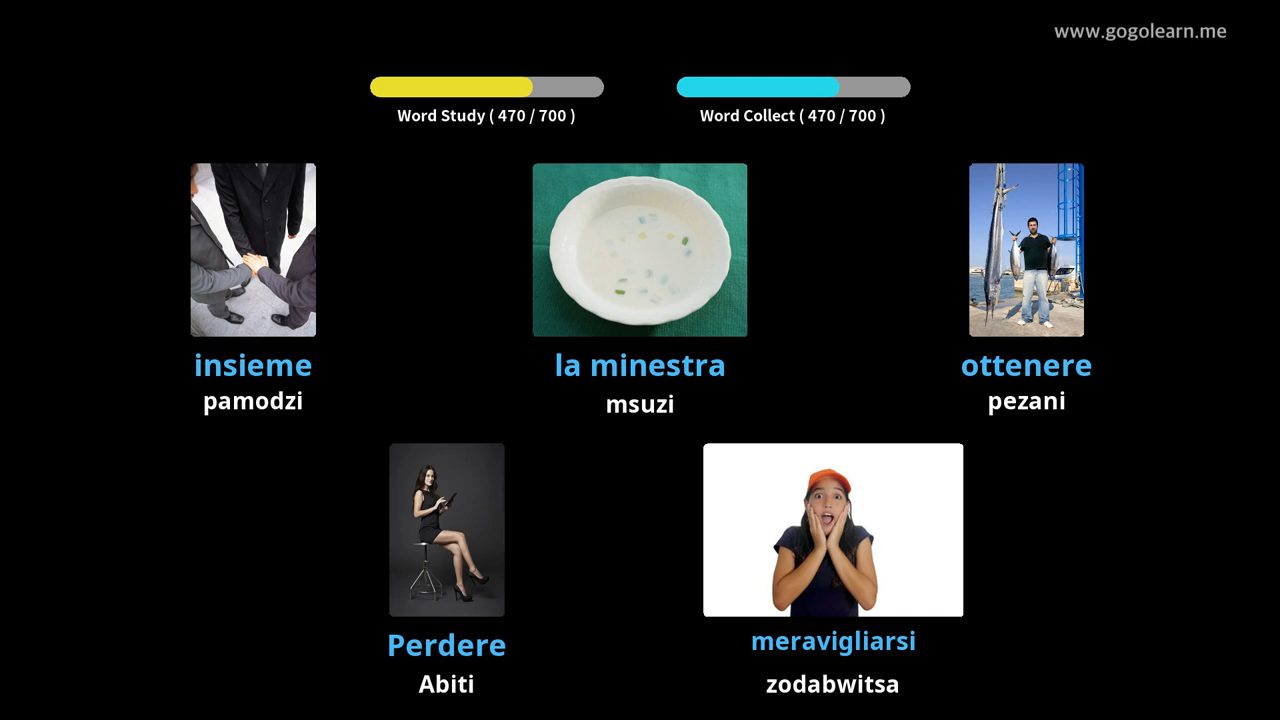 www.gogolearn.me
Word Study ( 470 / 700 )
Word Collect ( 470 / 700 )
insieme
pamodzi
la minestra
msuzi
ottenere
pezani
Perdere
Abiti
meravigliarsi
zodabwitsa